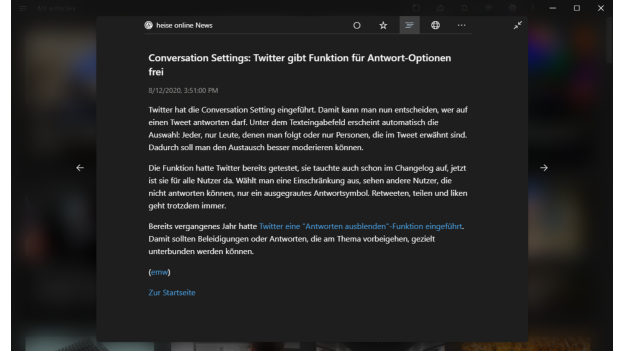 heise online News
Conversation Settings: Twitter gibt Funktion für Antwort-Optionen
frei
8/12/2020, 3:51:00 PM
Twitter hat die Conversation Setting eingeführt. Damit kann man nun entscheiden, wer auf
einen Tweet antworten darf. Unter dem Texteingabefeld erscheint automatisch die
Auswahl: Jeder, nur Leute, denen man folgt oder nur Personen, die im Tweet erwähnt sind.
Dadurch soll man den Austausch besser moderieren können.
Die Funktion hatte Twitter bereits getestet, sie tauchte auch schon im Changelog auf, jetzt
ist sie für alle Nutzer da. Wählt man eine Einschränkung aus, sehen andere Nutzer, die
nicht antworten können, nur ein ausgegrautes Antwortsymbol. Retweeten, teilen und liken
geht trotzdem immer.
Bereits vergangenes Jahr hatte Twitter eine "Antworten ausblenden"-Funktion eingeführt.
Damit sollten Beleidigungen oder Antworten, die am Thema vorbeigehen, gezielt
unterbunden werden können.
(emw)
Zur Startseite